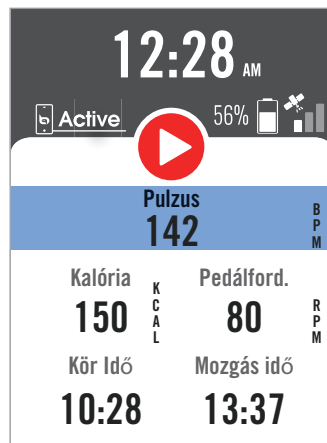 12:28 AM
Active 56%
Pulzus
142 BPM
Kalória Pedálford.
150 KCAL 80 RPM
Kör Idő Mozgás idő
10:28 13:37